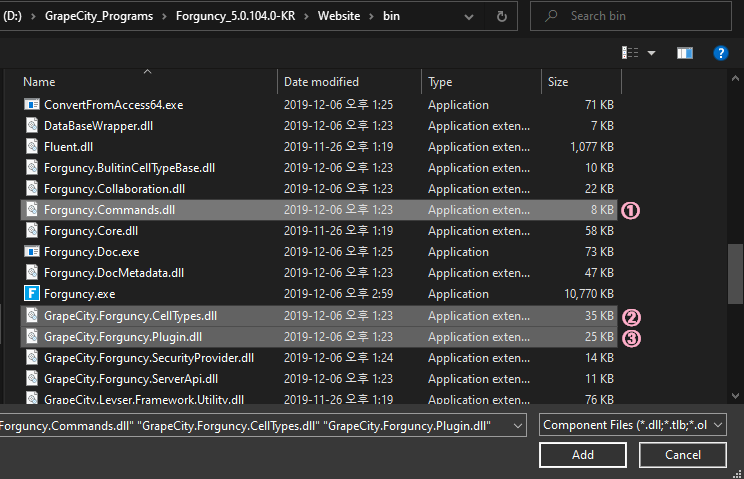 (D:) > GrapeCity_Programs > Forguncy_5.0.104.0-KR > Website > bin Search bin
Name Date modified Type Size
ConvertFromAccess64.exe 2019-12-06 오후 1:25 Application 71 KB
DataBaseWrapper.dll 2019-12-06 오후 1:23 Application exten... 7 KB
Fluent.dll 2019-11-26 오후 1:19 Application exten... 1,077 KB
Forguncy.BulitinCellTypeBase.dll 2019-12-06 오후 1:23 Application exten... 10 KB
Forguncy.Collaboration.dll 2019-12-06 오후 1:23 Application exten... 22 KB
Forguncy.Commands.dll 2019-12-06 오후 1:23 Application exten... 8 KB ①
Forguncy.Core.dll 2019-11-26 오후 1:19 Application exten... 58 KB
Forguncy.Doc.exe 2019-12-06 오후 1:25 Application 73 KB
Forguncy.DocMetadata.dll 2019-12-06 오후 1:23 Application exten... 47 KB
Forguncy.exe 2019-12-06 오후 2:59 Application 10,770 KB
GrapeCity.Forguncy.CellTypes.dll 2019-12-06 오후 1:23 Application exten... 35 KB ②
GrapeCity.Forguncy.Plugin.dll 2019-12-06 오후 1:23 Application exten... 25 KB ③
GrapeCity.Forguncy.SecurityProvider.dll 2019-12-06 오후 1:24 Application exten... 14 KB
GrapeCity.Forguncy.ServerApi.dll 2019-12-06 오후 1:23 Application exten... 11 KB
GrapeCity.Leyser.Framework.Utility.dll 2019-11-26 오후 1:19 Application exten... 76 KB
Forguncy.Commands.dll" "GrapeCity.Forguncy.CellTypes.dll" "GrapeCity.Forguncy.Plugin.dll" Component Files (*.dll;*.tlb;*.ol
Add Cancel